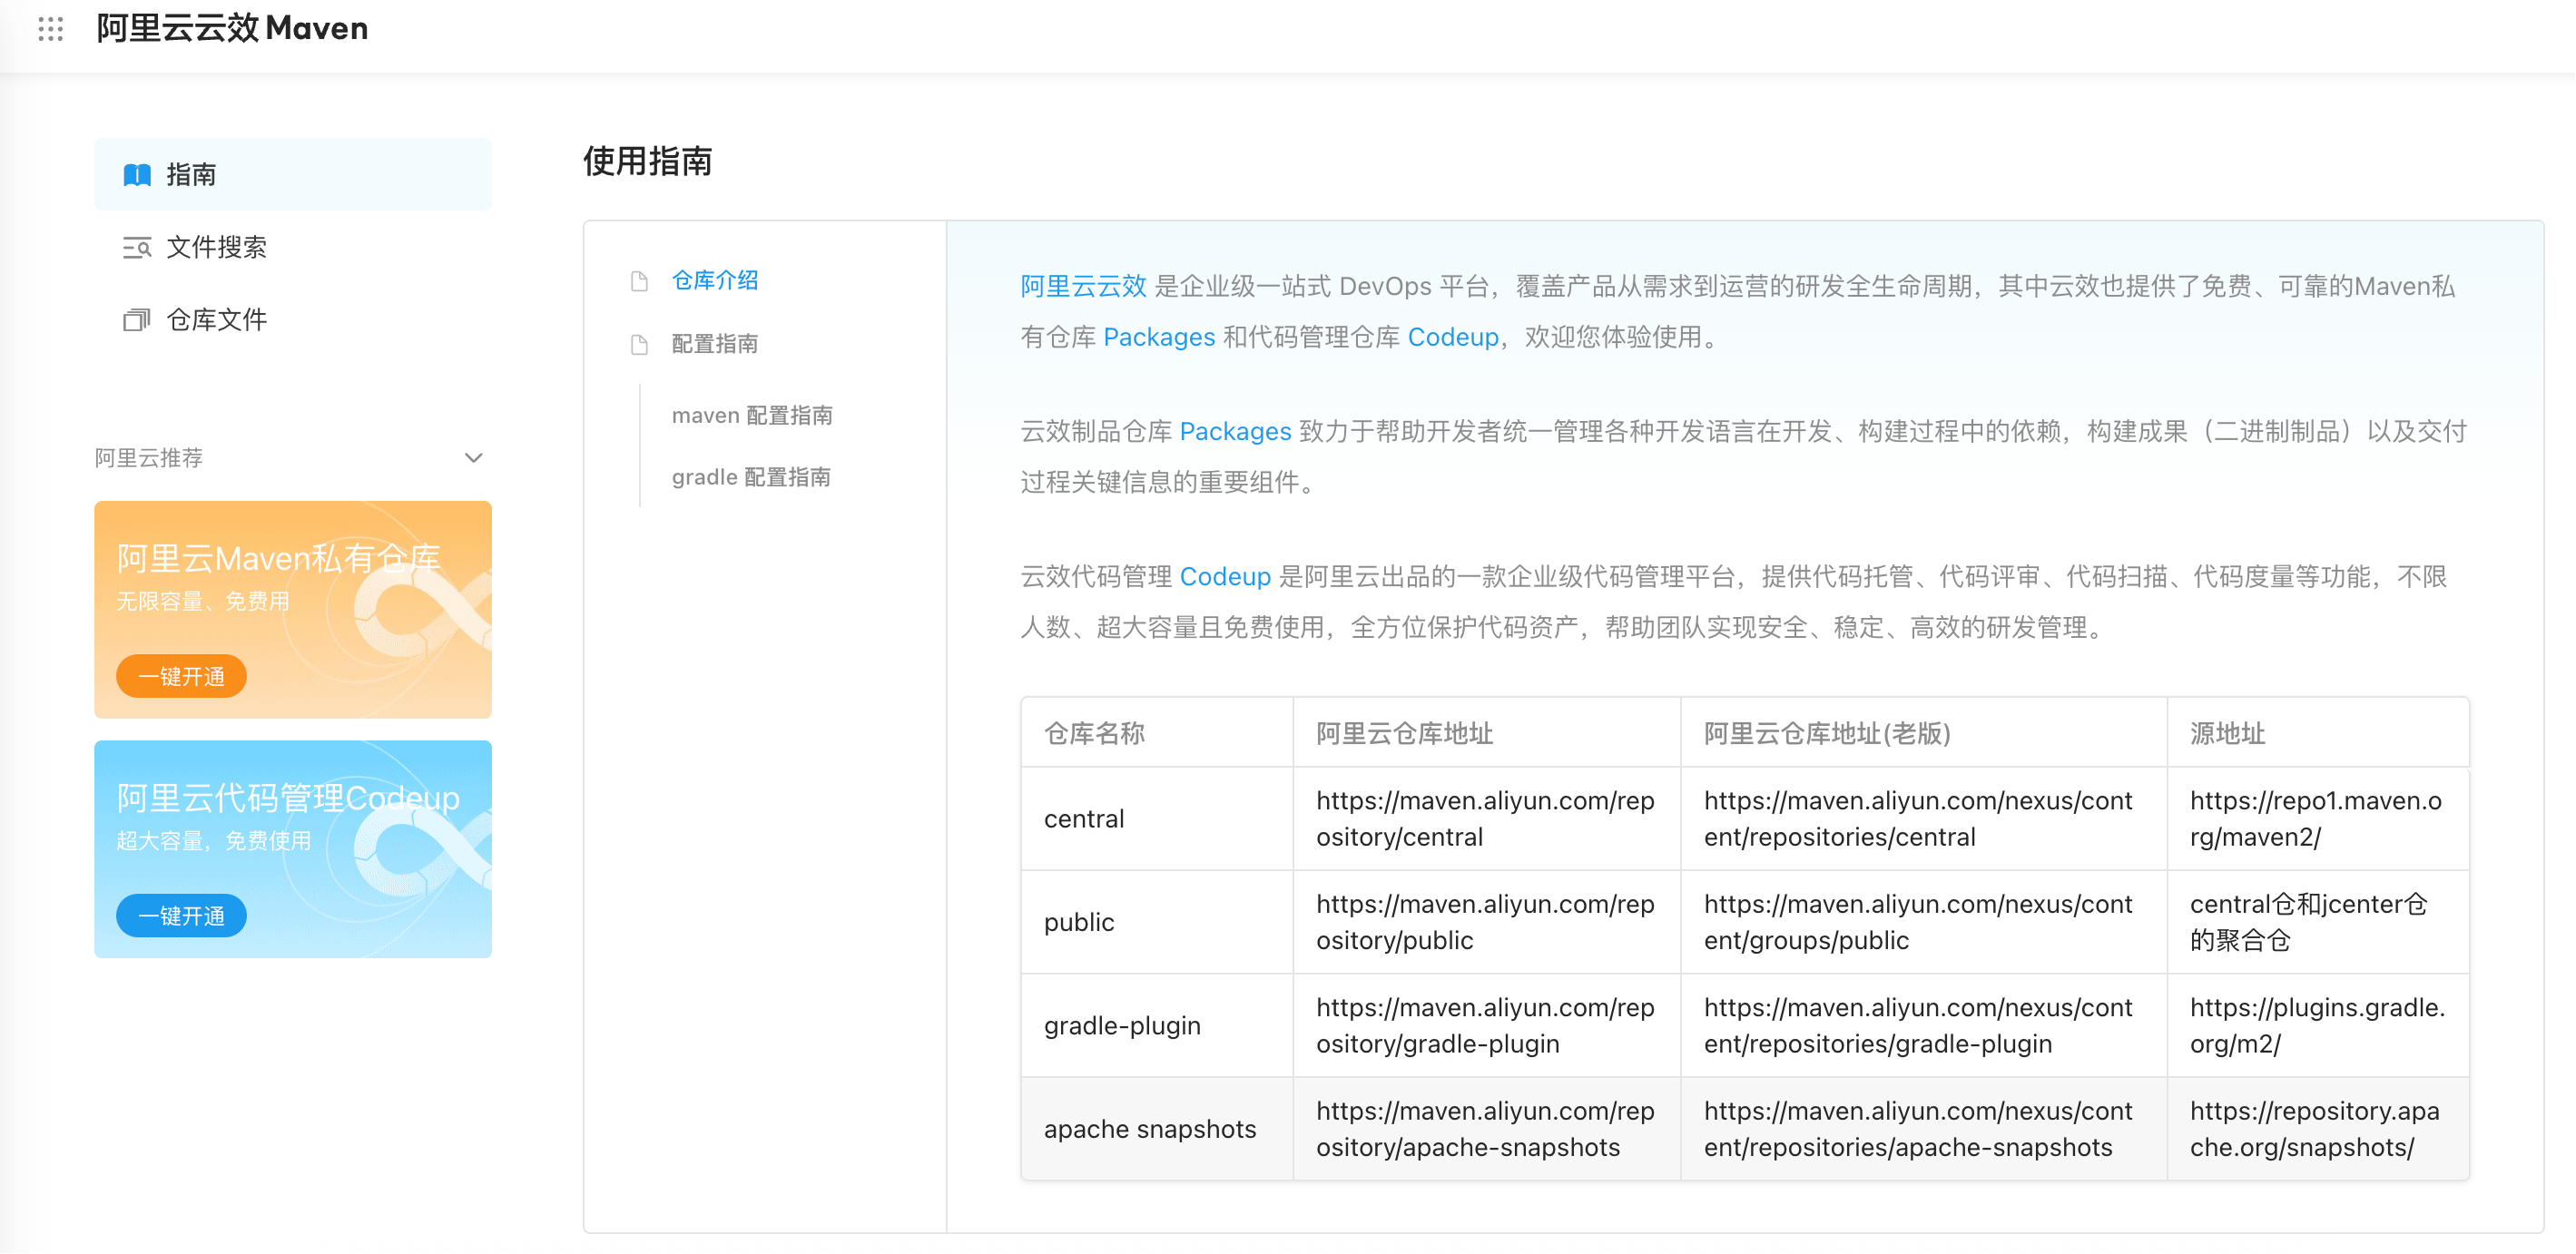 阿里云云效 Maven
指南
文件搜索
仓库文件
阿里云推荐
阿里云Maven私有仓库
无限容量、免费用
一键开通
阿里云代码管理Codeup
超大容量，免费使用
一键开通
使用指南
仓库介绍
配置指南
maven 配置指南
gradle 配置指南
阿里云云效 是企业级一站式 DevOps 平台，覆盖产品从需求到运营的研发全生命周期，其中云效也提供了免费、可靠的Maven私
有仓库 Packages 和代码管理仓库 Codeup，欢迎您体验使用。
云效制品仓库 Packages 致力于帮助开发者统一管理各种开发语言在开发、构建过程中的依赖，构建成果（二进制制品）以及交付
过程关键信息的重要组件。
云效代码管理 Codeup 是阿里云出品的一款企业级代码管理平台，提供代码托管、代码评审、代码扫描、代码度量等功能，不限
人数、超大容量且免费使用，全方位保护代码资产，帮助团队实现安全、稳定、高效的研发管理。
仓库名称 阿里云仓库地址 阿里云仓库地址(老版) 源地址
central
https://maven.aliyun.com/rep
ository/central
https://maven.aliyun.com/nexus/cont
ent/repositories/central
https://repo1.maven.o
rg/maven2/
public
https://maven.aliyun.com/rep
ository/public
https://maven.aliyun.com/nexus/cont
ent/groups/public
central仓和jcenter仓
的聚合仓
gradle-plugin
https://maven.aliyun.com/rep
ository/gradle-plugin
https://maven.aliyun.com/nexus/cont
ent/repositories/gradle-plugin
https://plugins.gradle.
org/m2/
apache snapshots
https://maven.aliyun.com/rep
ository/apache-snapshots
https://maven.aliyun.com/nexus/cont
ent/repositories/apache-snapshots
https://repository.apa
che.org/snapshots/